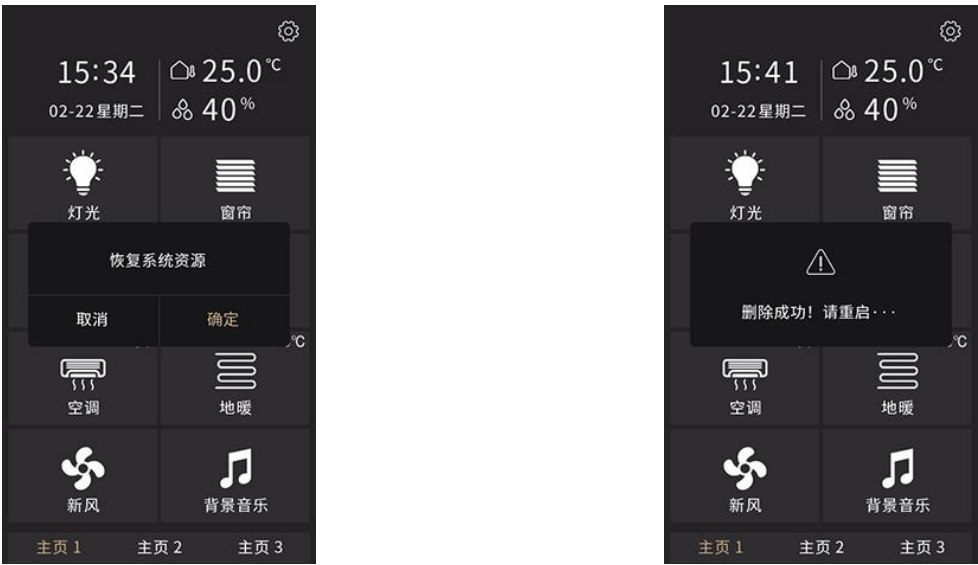 15:34
25.0℃
02-22星期二
40%
灯光
窗帘
恢复系统资源
取消
确定
℃
空调
地暖
新风
背景音乐
主页 1
主页 2
主页 3
15:41
25.0℃
02-22星期二
40%
灯光
窗帘
删除成功！请重启···
℃
空调
地暖
新风
背景音乐
主页 1
主页 2
主页 3